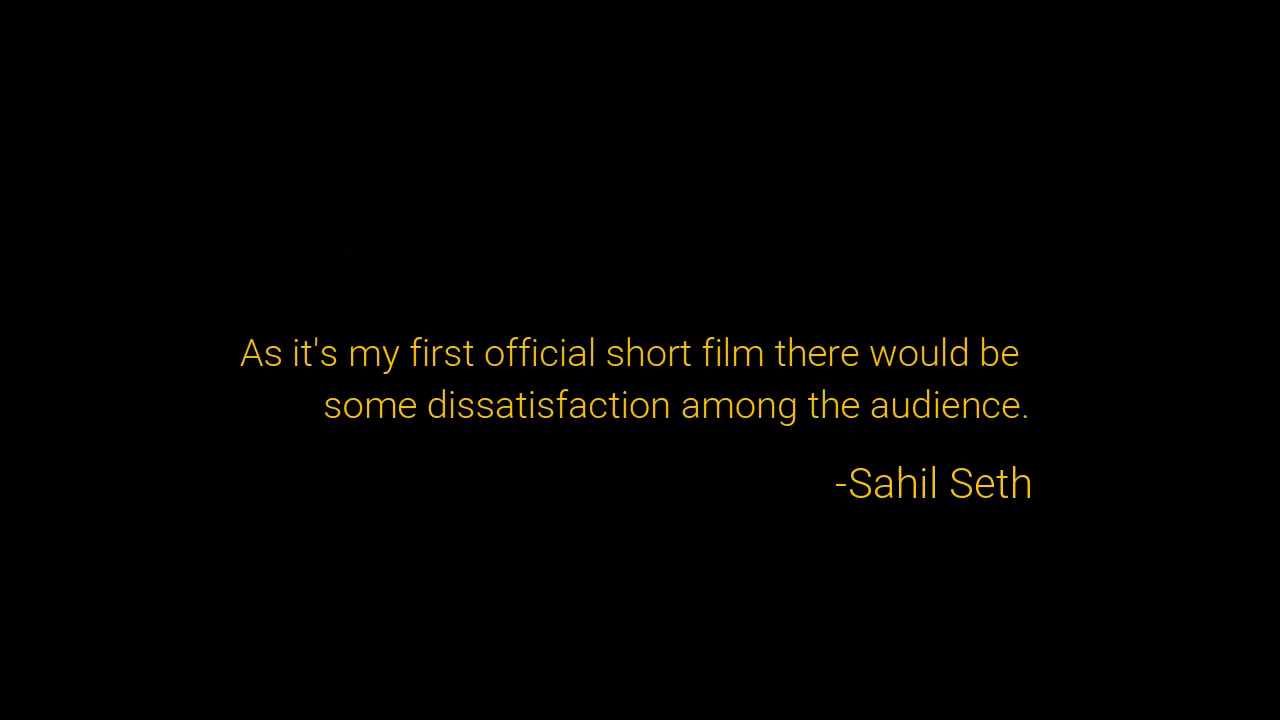 As it's my first official short film there would be
some dissatisfaction among the audience.
-Sahil Seth